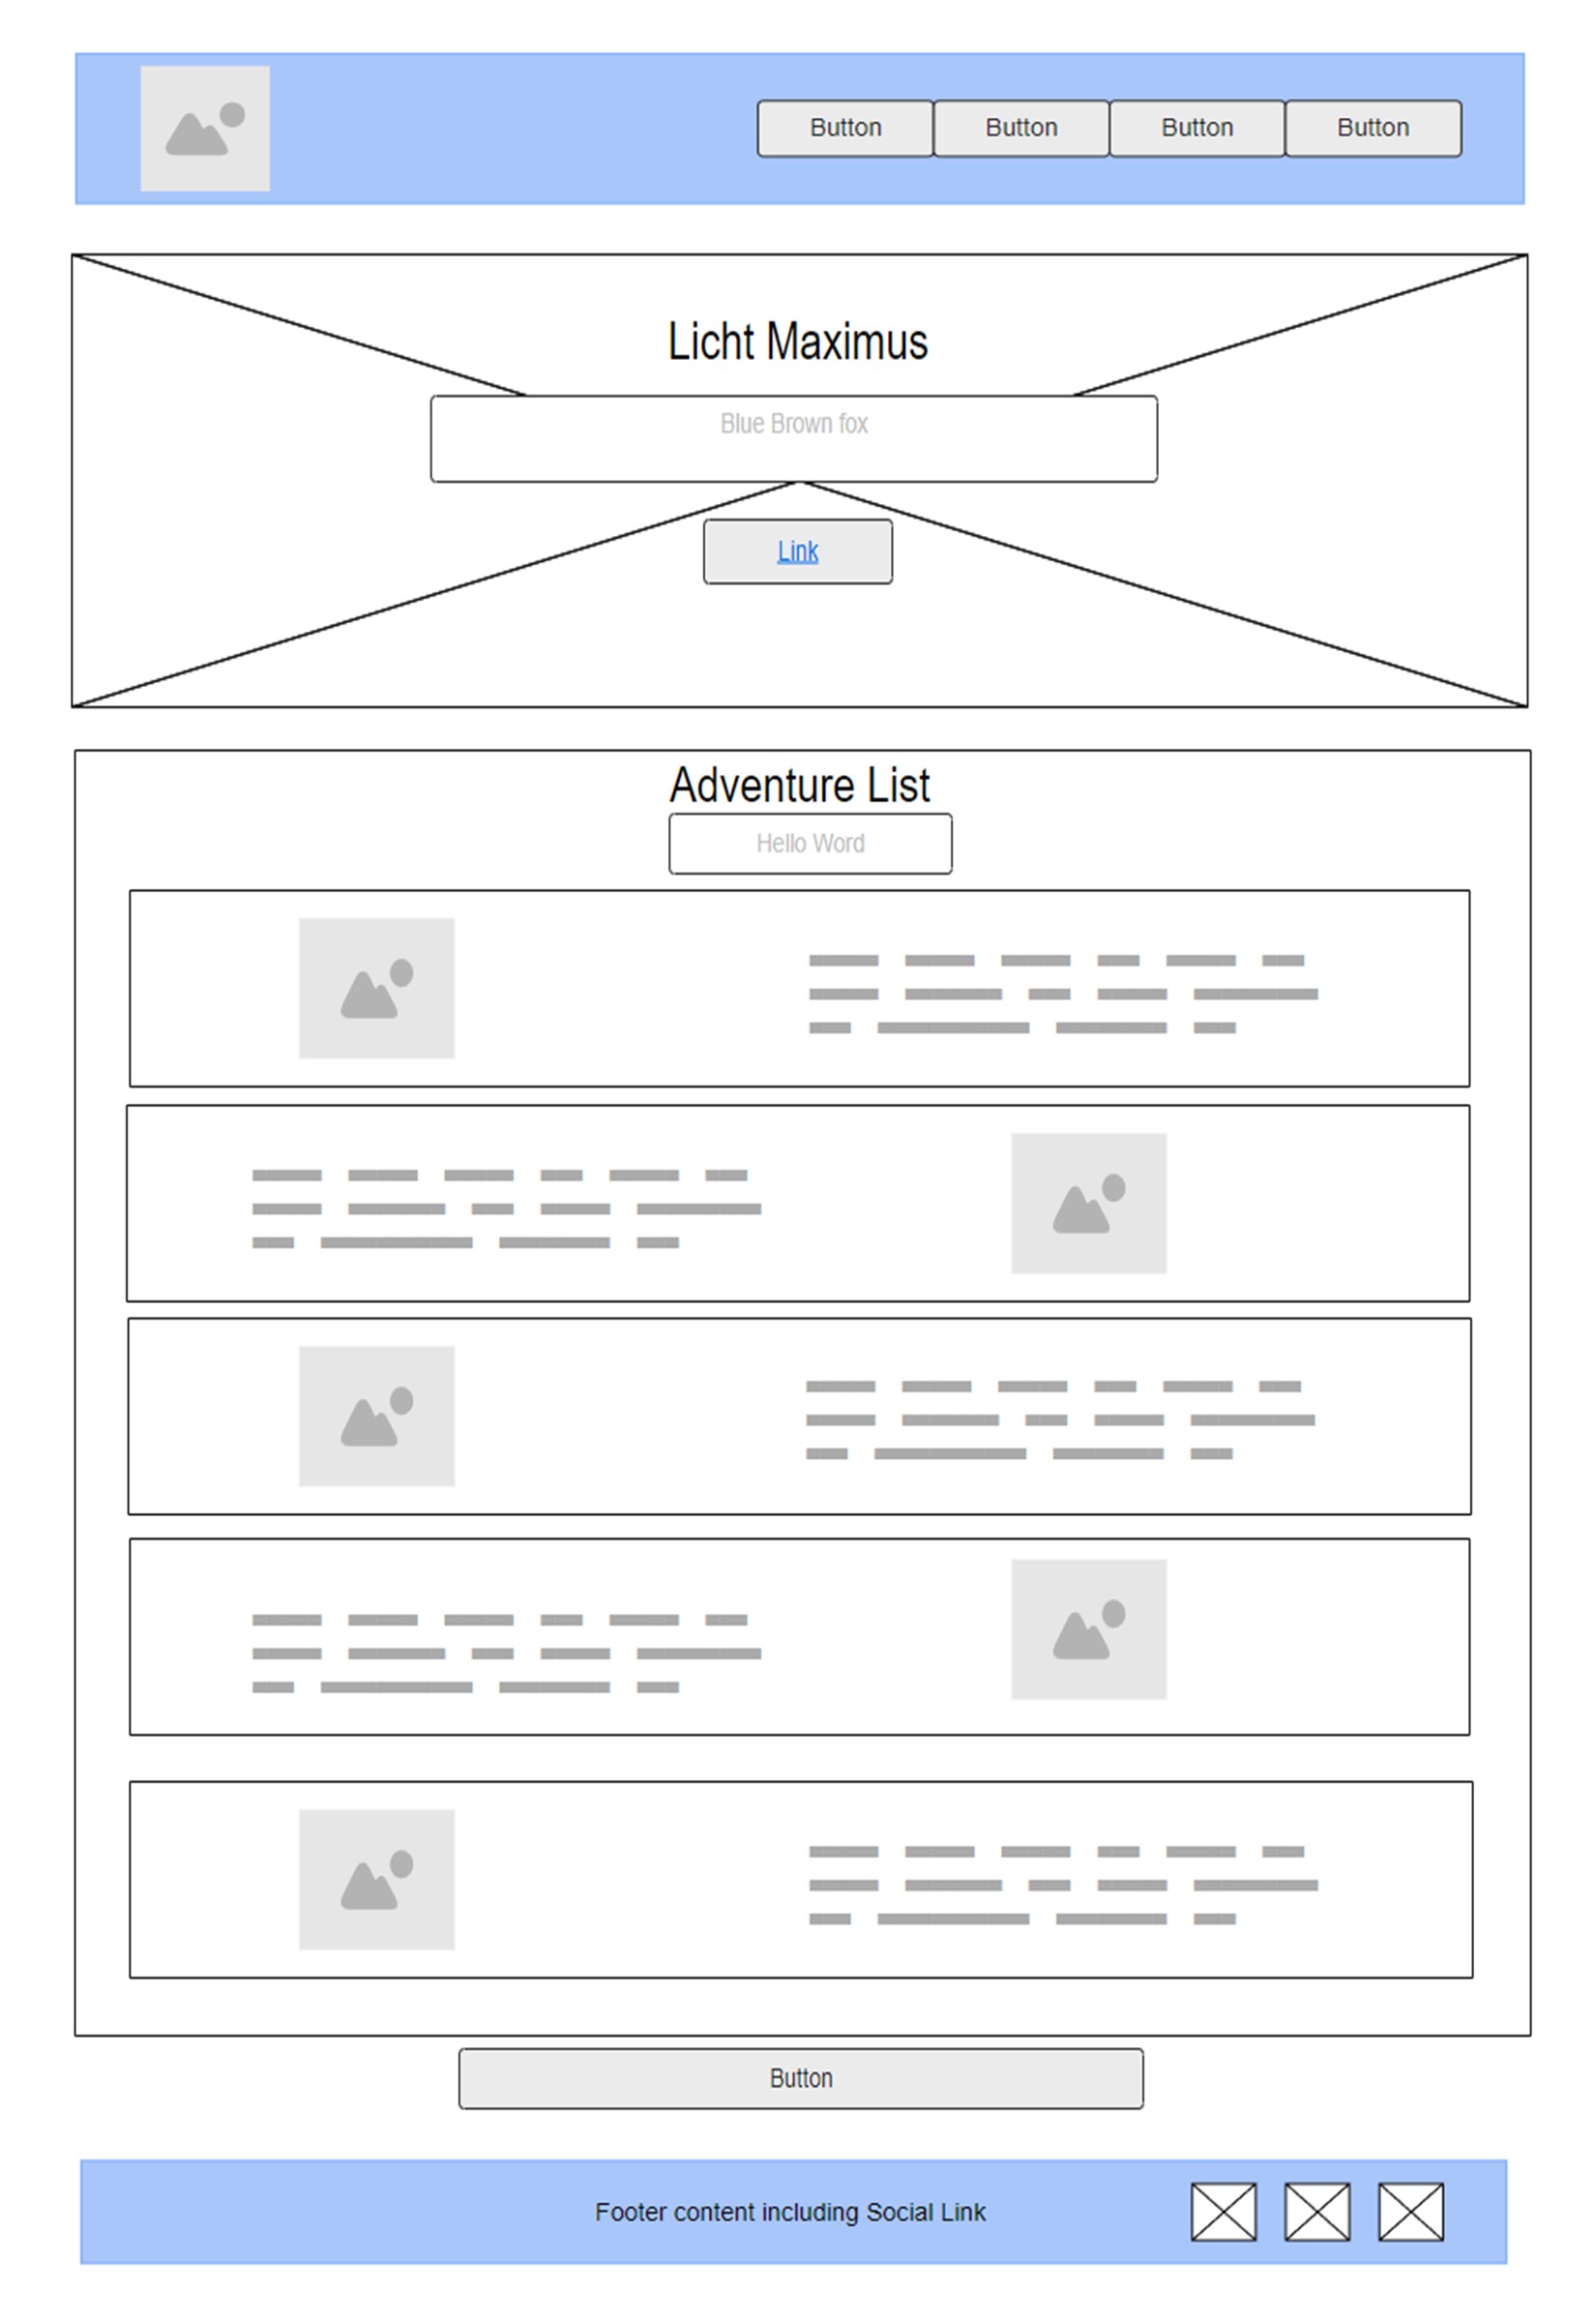 Button Button Button Button
Licht Maximus
Blue Brown fox
Link
Adventure List
Hello Word
Button
Footer content including Social Link